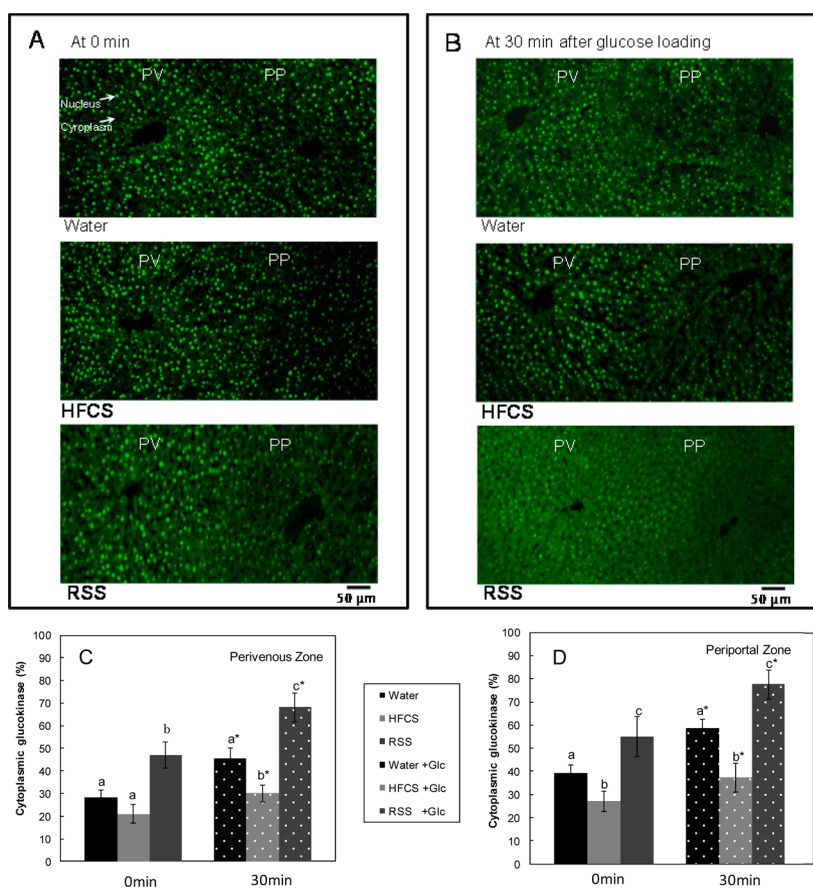 A At 0 min
PV PP
Nucleus
Cyroplasm
Water
PV PP
HFCS
PV PP
RSS
50 µm
B At 30 min after glucose loading
PV PP
Water
PV PP
HFCS
PV PP
RSS
50 µm
C
Perivenous Zone
Cytoplasmic glucokinase (%)
100
90
80
70
60
50
40
30
20
10
0
a a b a* b* c*
0min 30min
Water
HFCS
RSS
Water +Glc
HFCS +Glc
RSS +Glc
D
Periportal Zone
Cytoplasmic glucokinase (%)
100
90
80
70
60
50
40
30
20
10
0
a b c a* b* c*
0min 30min